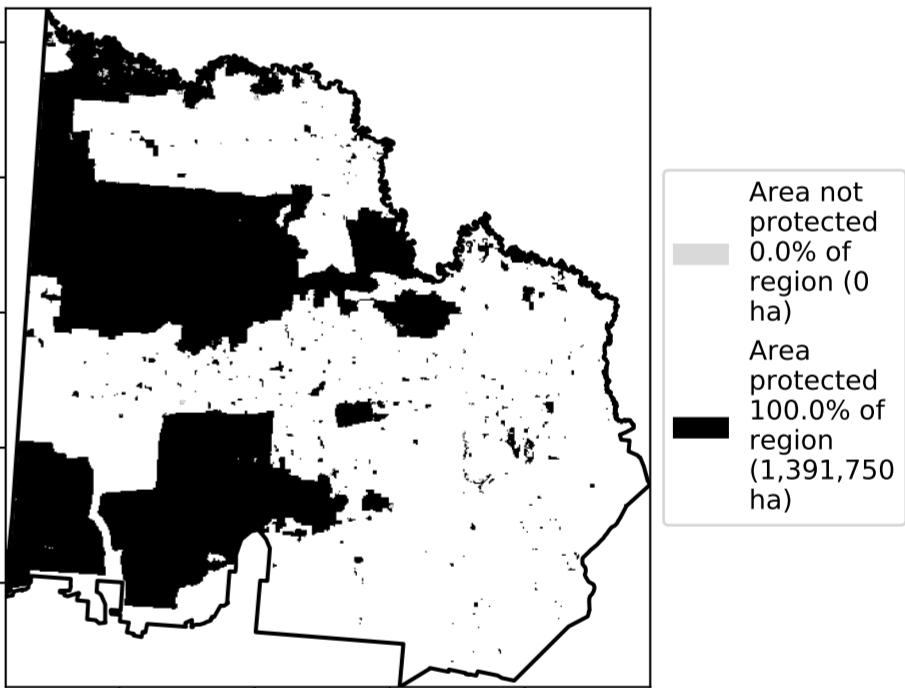 Area not
protected
0.0% of
region (0
ha)
Area
protected
100.0% of
region
(1,391,750
ha)